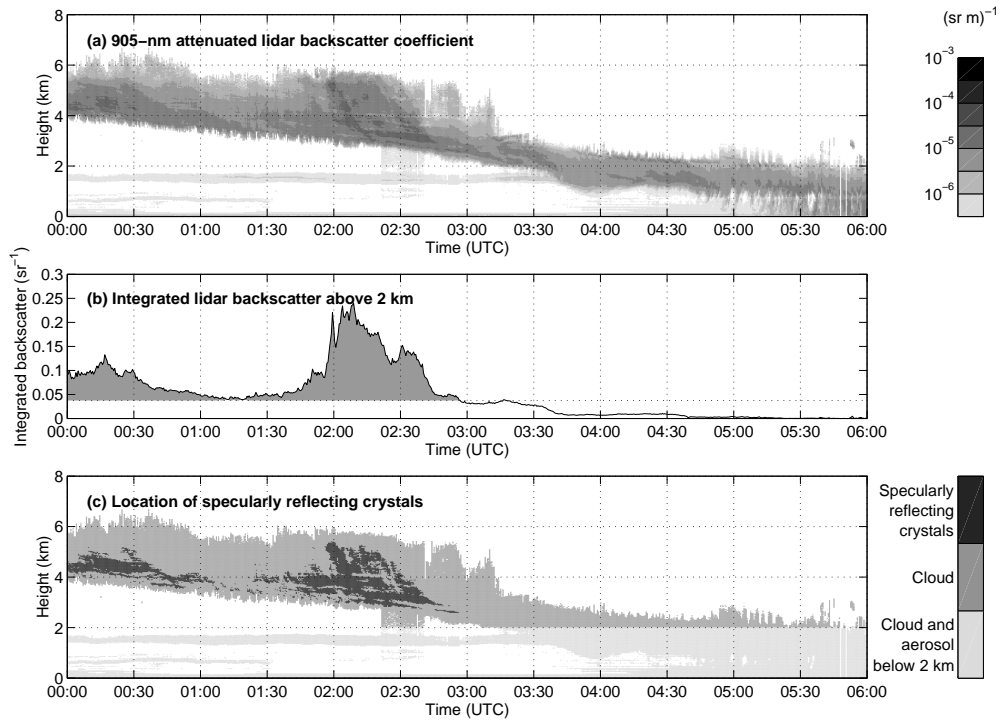 (sr m)−1
8
6
4
2
0
Height (km)
(a) 905−nm attenuated lidar backscatter coefficient
00:00 00:30 01:00 01:30 02:00 02:30 03:00 03:30 04:00 04:30 05:00 05:30 06:00
Time (UTC)
10−3
10−4
10−5
10−6
0.3
0.25
0.2
0.15
0.1
0.05
0
Integrated backscatter (sr−1)
(b) Integrated lidar backscatter above 2 km
00:00 00:30 01:00 01:30 02:00 02:30 03:00 03:30 04:00 04:30 05:00 05:30 06:00
Time (UTC)
8
6
4
2
0
Height (km)
(c) Location of specularly reflecting crystals
00:00 00:30 01:00 01:30 02:00 02:30 03:00 03:30 04:00 04:30 05:00 05:30 06:00
Time (UTC)
Specularly
reflecting
crystals
Cloud
Cloud and
aerosol
below 2 km